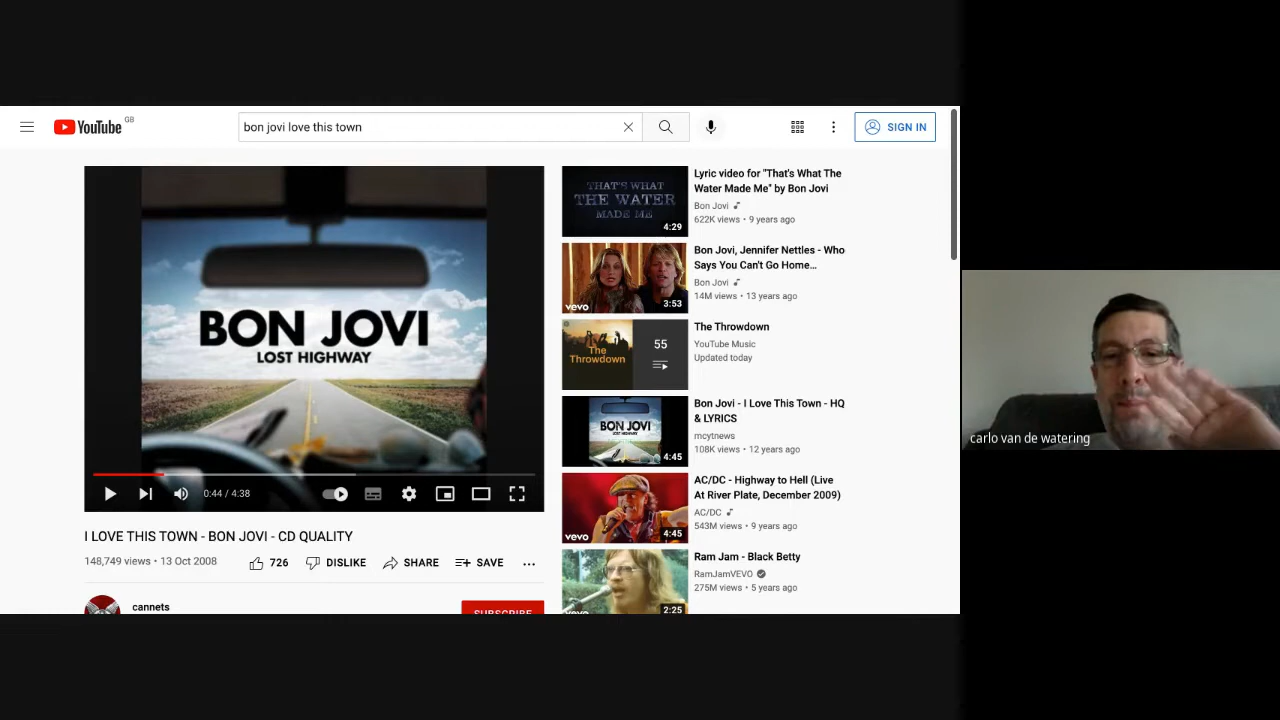 YouTube GB
bon jovi love this town
SIGN IN
BON JOVI
LOST HIGHWAY
0:44 / 4:38
I LOVE THIS TOWN - BON JOVI - CD QUALITY
148,749 views • 13 Oct 2008
726
DISLIKE
SHARE
SAVE
cannets
SUBSCRIBE
THAT'S WHAT
THE WATER
MADE ME
4:29
Lyric video for "That's What The
Water Made Me" by Bon Jovi
Bon Jovi
622K views • 9 years ago
vevo
3:53
Bon Jovi, Jennifer Nettles - Who
Says You Can't Go Home…
Bon Jovi
14M views • 13 years ago
The
Throwdown
55
The Throwdown
YouTube Music
Updated today
BON JOVI
LOST HIGHWAY
4:45
Bon Jovi - I Love This Town - HQ
& LYRICS
mcytnews
108K views • 12 years ago
vevo
4:45
AC/DC - Highway to Hell (Live
At River Plate, December 2009)
AC/DC
543M views • 9 years ago
vevo
2:25
Ram Jam - Black Betty
RamJamVEVO
275M views • 5 years ago
carlo van de watering